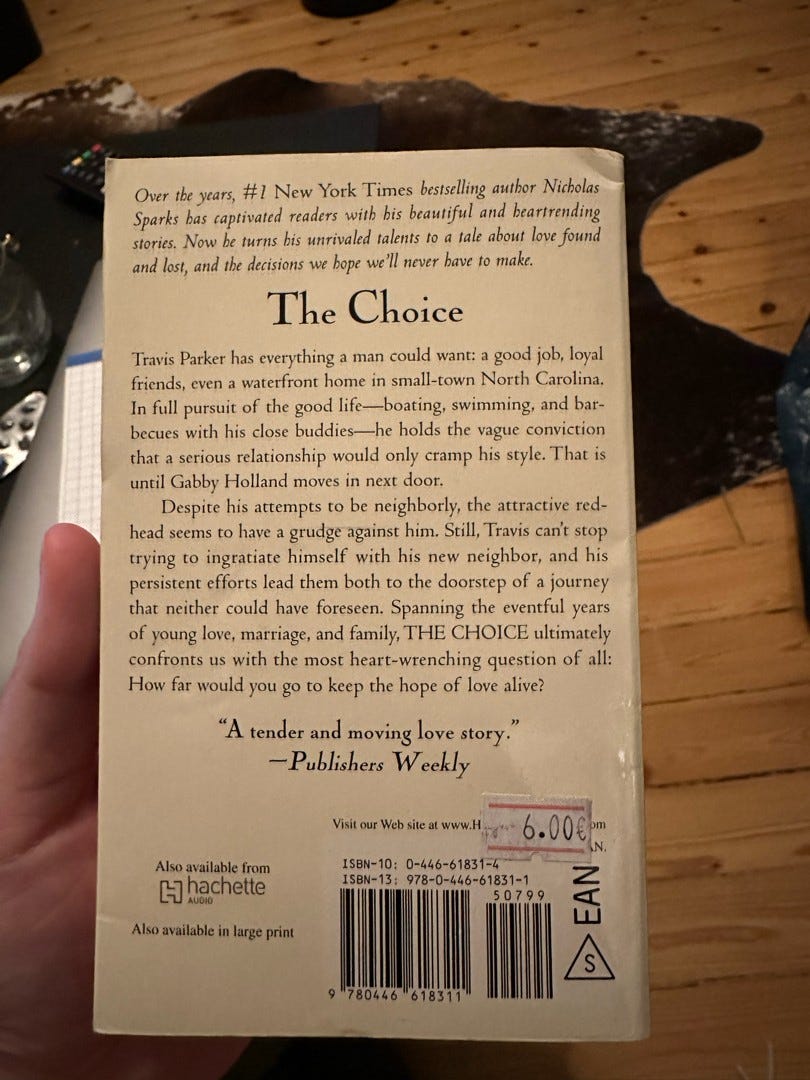 Over the years, #1 New York Times bestselling author Nicholas
Sparks has captivated readers with his beautiful and heartrending
stories. Now he turns his unrivaled talents to a tale about love found
and lost, and the decisions we hope we'll never have to make.
The Choice
Travis Parker has everything a man could want: a good job, loyal
friends, even a waterfront home in small-town North Carolina.
In full pursuit of the good life—boating, swimming, and bar-
becues with his close buddies—he holds the vague conviction
that a serious relationship would only cramp his style. That is
until Gabby Holland moves in next door.
Despite his attempts to be neighborly, the attractive red-
head seems to have a grudge against him. Still, Travis can't stop
trying to ingratiate himself with his new neighbor, and his
persistent efforts lead them both to the doorstep of a journey
that neither could have foreseen. Spanning the eventful years
of young love, marriage, and family, THE CHOICE ultimately
confronts us with the most heart-wrenching question of all:
How far would you go to keep the hope of love alive?
"A tender and moving love story."
—Publishers Weekly
Visit our Web site at www.H
6.00€
Also available from
hachette
AUDIO
Also available in large print
ISBN-10: 0-446-61831-4
ISBN-13: 978-0-446-61831-1
50799
9 780446 618311
EAN
S